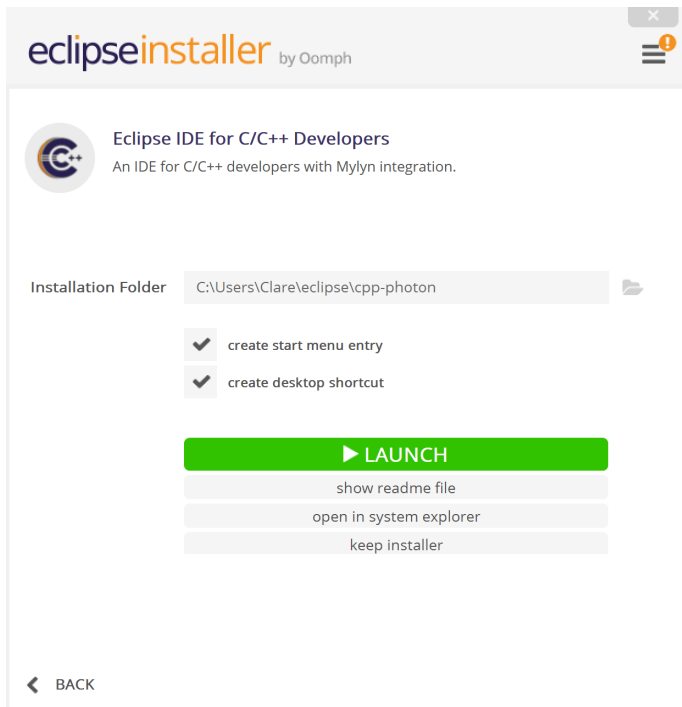 eclipseinstaller by Oomph
Eclipse IDE for C/C++ Developers
An IDE for C/C++ developers with Mylyn integration.
Installation Folder C:\Users\Clare\eclipse\cpp-photon
create start menu entry
create desktop shortcut
LAUNCH
show readme file
open in system explorer
keep installer
BACK